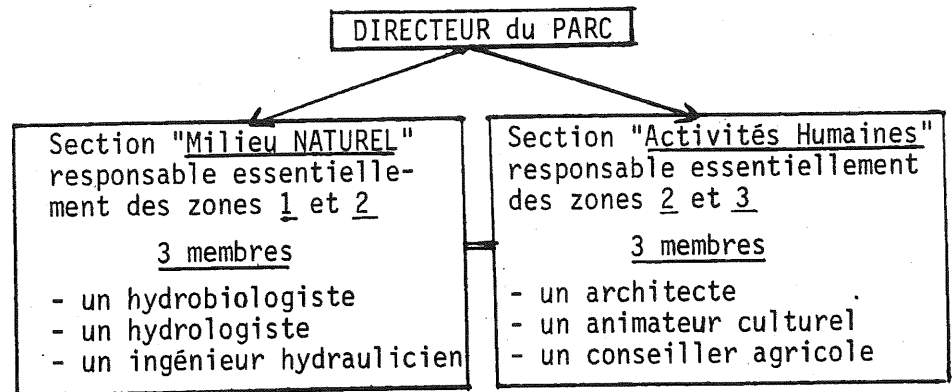 DIRECTEUR du PARC
Section "Milieu NATUREL"
responsable essentielle-
ment des zones 1 et 2
3 membres
- un hydrobiologiste
- un hydrologiste
- un ingénieur hydraulicien
Section "Activités Humaines"
responsable essentiellement
des zones 2 et 3
3 membres
- un architecte
- un animateur culturel
- un conseiller agricole